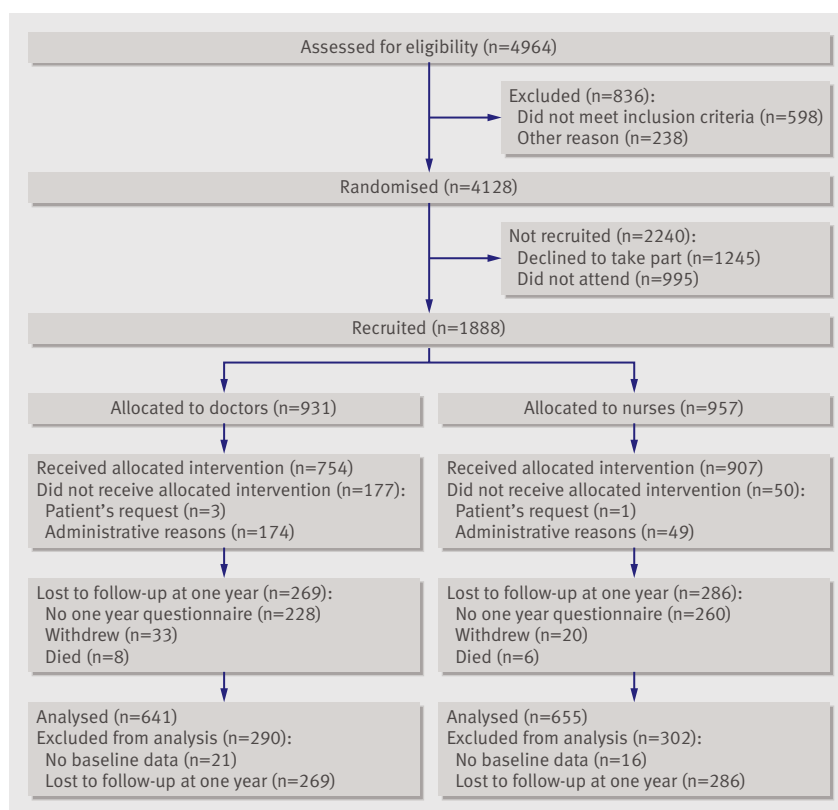 Assessed for eligibility (n=4964)
Excluded (n=836):
Did not meet inclusion criteria (n=598)
Other reason (n=238)
Randomised (n=4128)
Not recruited (n=2240):
Declined to take part (n=1245)
Did not attend (n=995)
Recruited (n=1888)
Allocated to doctors (n=931)
Received allocated intervention (n=754)
Did not receive allocated intervention (n=177):
Patient's request (n=3)
Administrative reasons (n=174)
Lost to follow-up at one year (n=269):
No one year questionnaire (n=228)
Withdrew (n=33)
Died (n=8)
Analysed (n=641)
Excluded from analysis (n=290):
No baseline data (n=21)
Lost to follow-up at one year (n=269)
Allocated to nurses (n=957)
Received allocated intervention (n=907)
Did not receive allocated intervention (n=50):
Patient's request (n=1)
Administrative reasons (n=49)
Lost to follow-up at one year (n=286):
No one year questionnaire (n=260)
Withdrew (n=20)
Died (n=6)
Analysed (n=655)
Excluded from analysis (n=302):
No baseline data (n=16)
Lost to follow-up at one year (n=286)